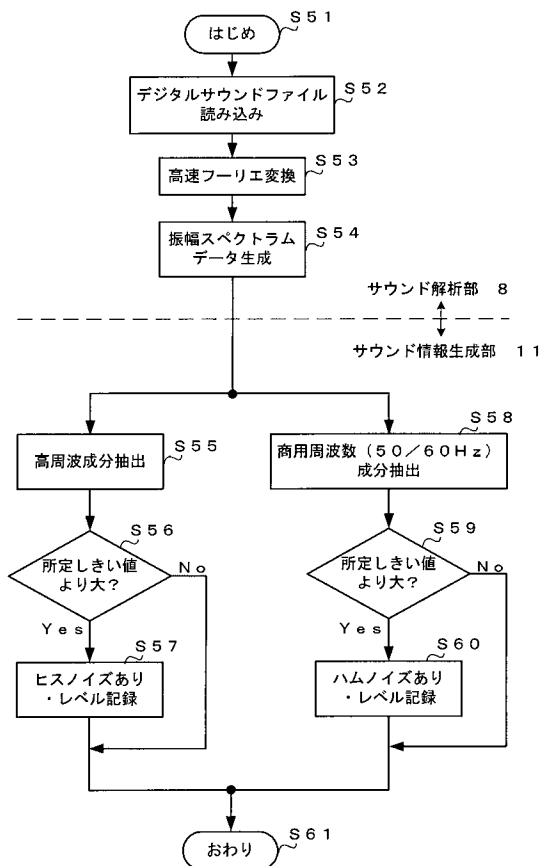 S51
はじめ
S52
デジタルサウンドファイル
読み込み
S53
高速フーリエ変換
S54
振幅スペクトラム
データ生成
サウンド解析部 8
サウンド情報生成部 11
S55
高周波成分抽出
S58
商用周波数(50/60Hz)
成分抽出
S56
所定しきい値
より大?
No
Yes
S59
所定しきい値
より大?
No
Yes
S57
ヒスノイズあり
・レベル記録
S60
ハムノイズあり
・レベル記録
S61
おわり